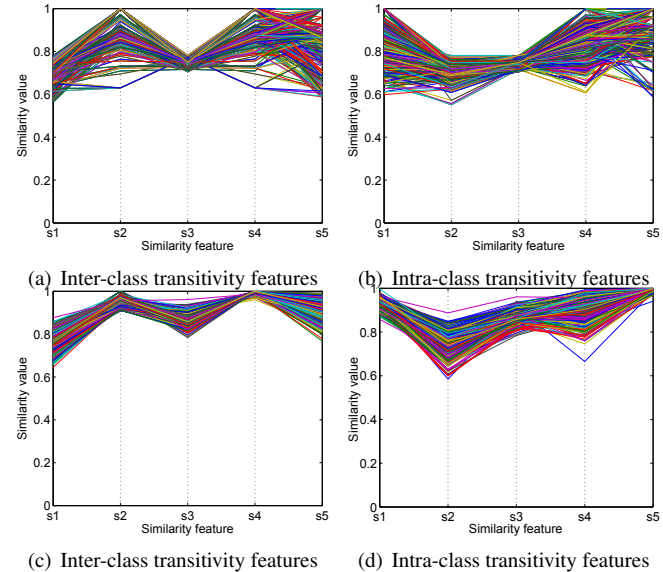 1
0.8
0.6
0.4
0.2
0
Similarity value
s1 s2 s3 s4 s5
Similarity feature
(a) Inter-class transitivity features
1
0.8
0.6
0.4
0.2
0
Similarity value
s1 s2 s3 s4 s5
Similarity feature
(b) Intra-class transitivity features
1
0.8
0.6
0.4
0.2
0
Similarity value
s1 s2 s3 s4 s5
Similarity feature
(c) Inter-class transitivity features
1
0.8
0.6
0.4
0.2
0
Similarity value
s1 s2 s3 s4 s5
Similarity feature
(d) Intra-class transitivity features